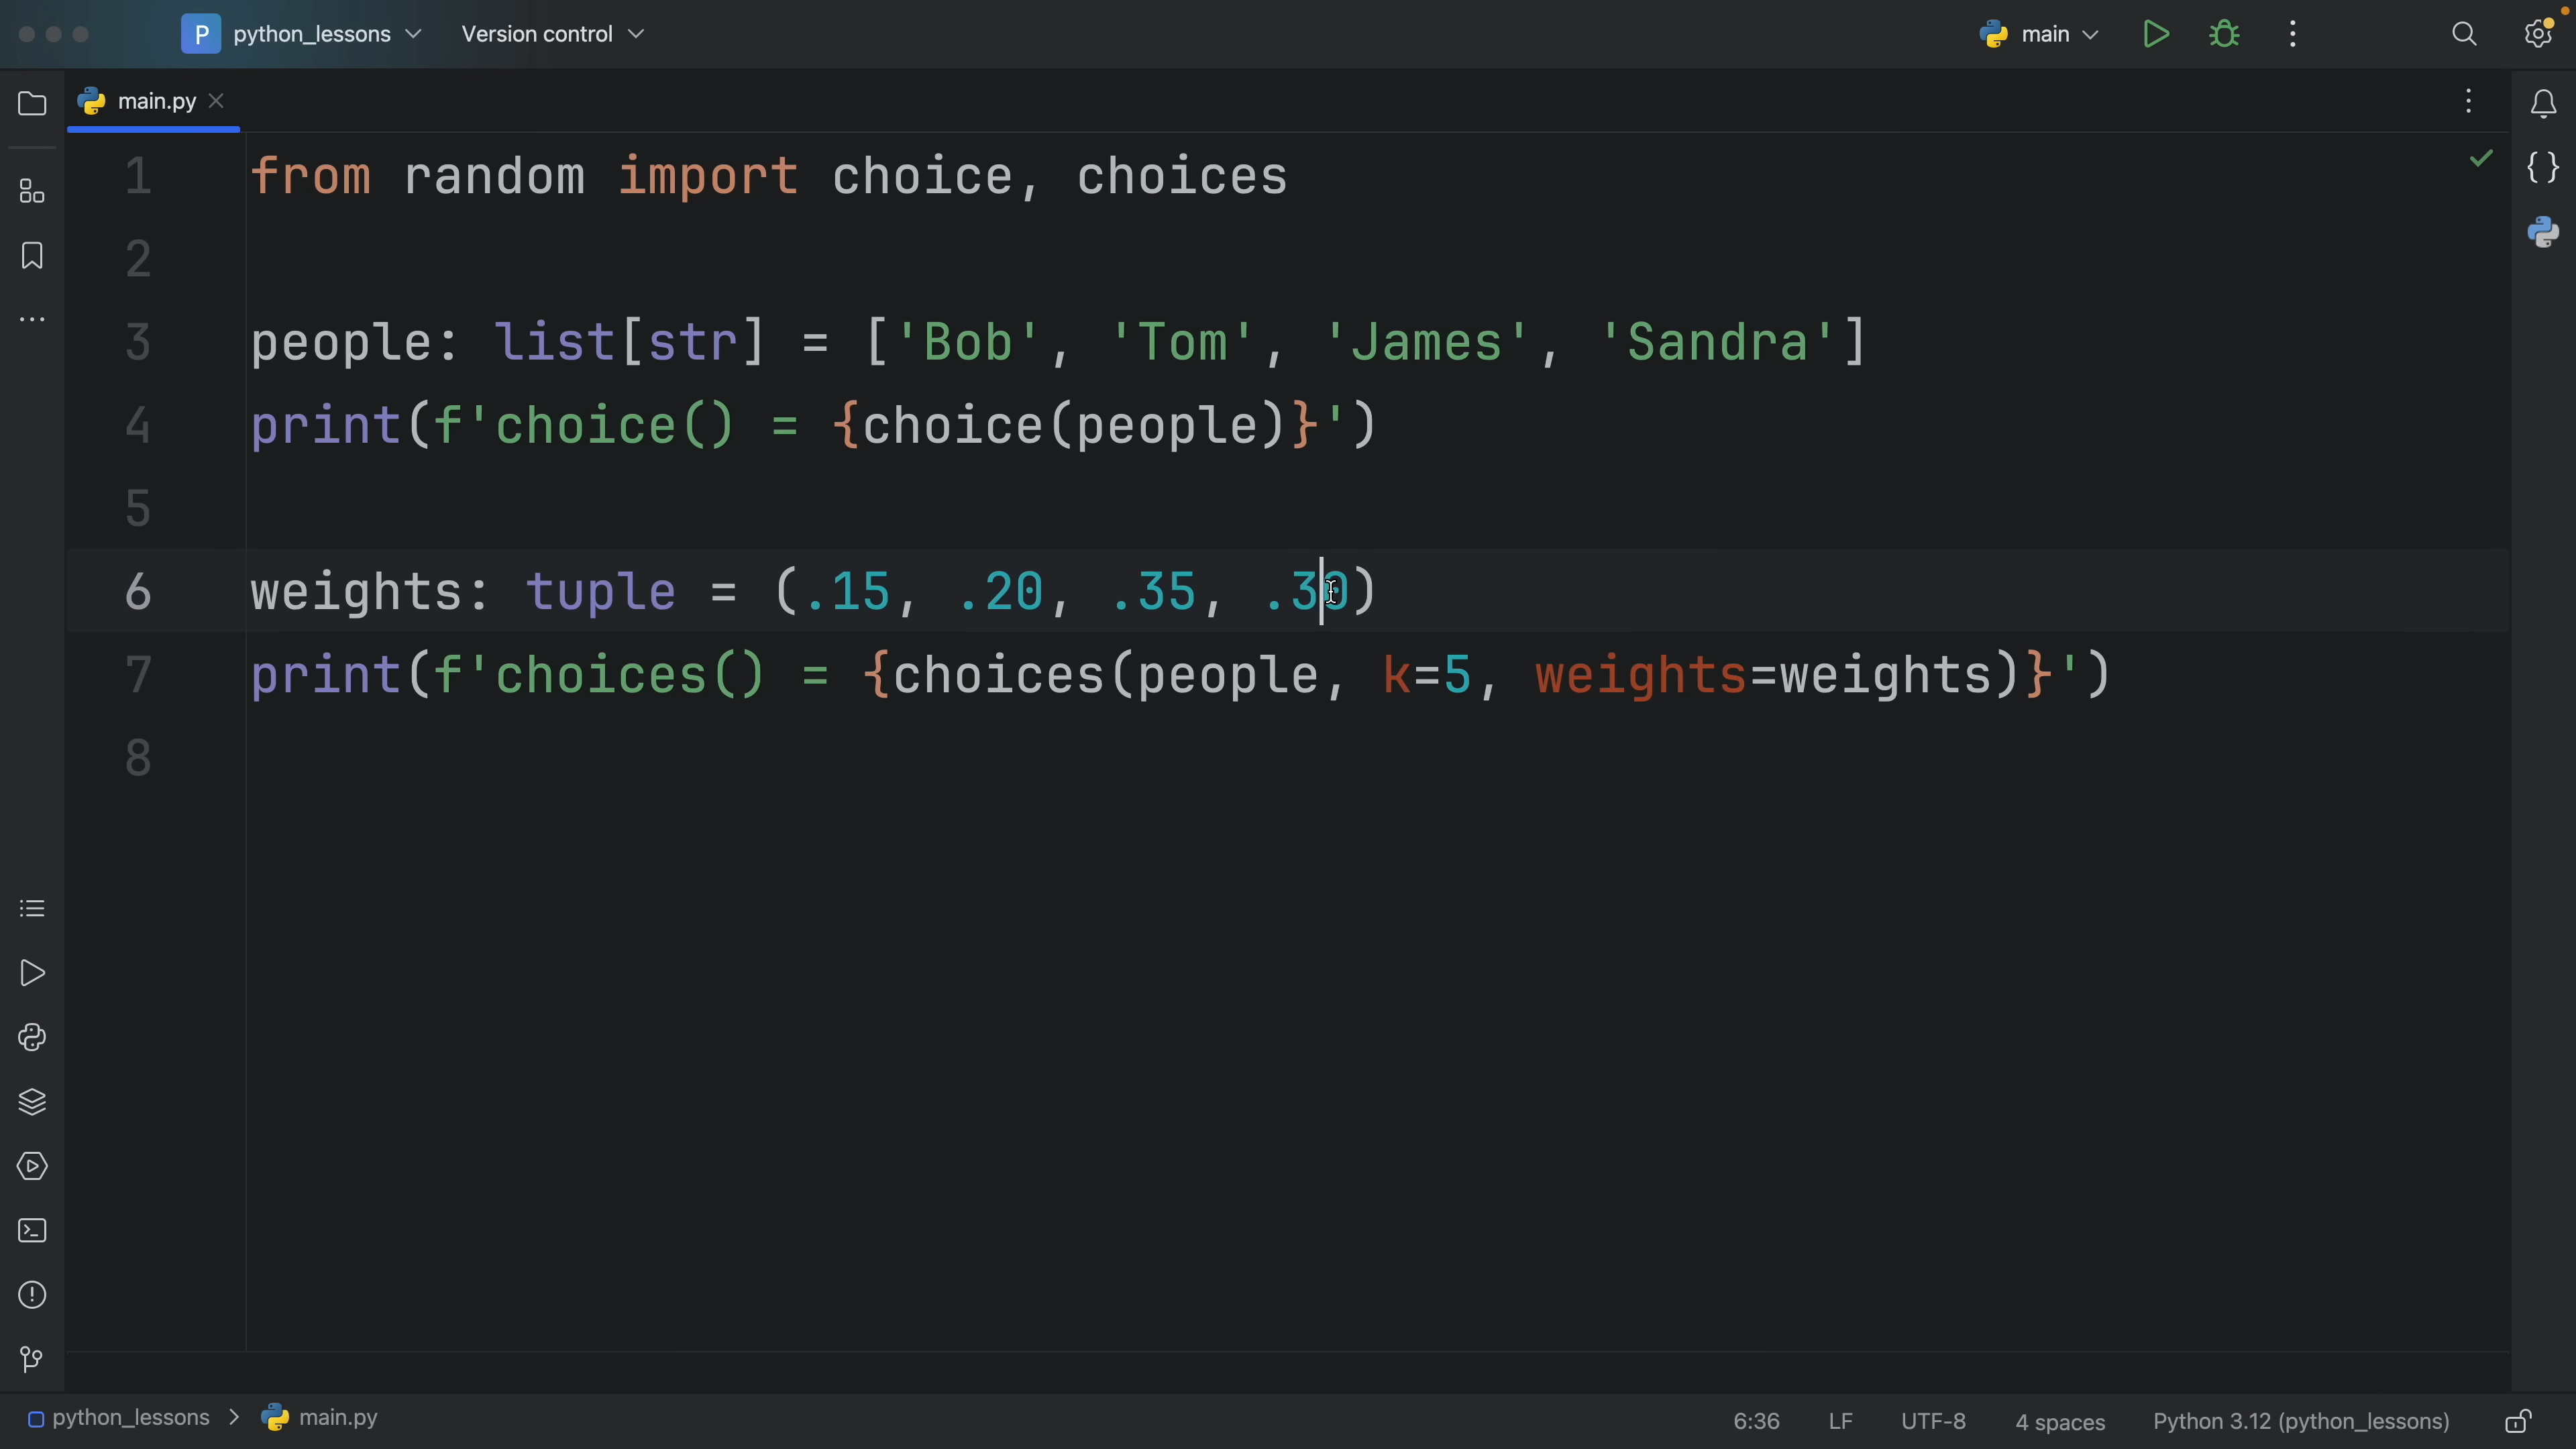 P python_lessons Version control main
main.py
1 from random import choice, choices
2
3 people: list[str] = ['Bob', 'Tom', 'James', 'Sandra']
4 print(f'choice() = {choice(people)}')
5
6 weights: tuple = (.15, .20, .35, .30)
7 print(f'choices() = {choices(people, k=5, weights=weights)}')
8
python_lessons > main.py 6:36 LF UTF-8 4 spaces Python 3.12 (python_lessons)